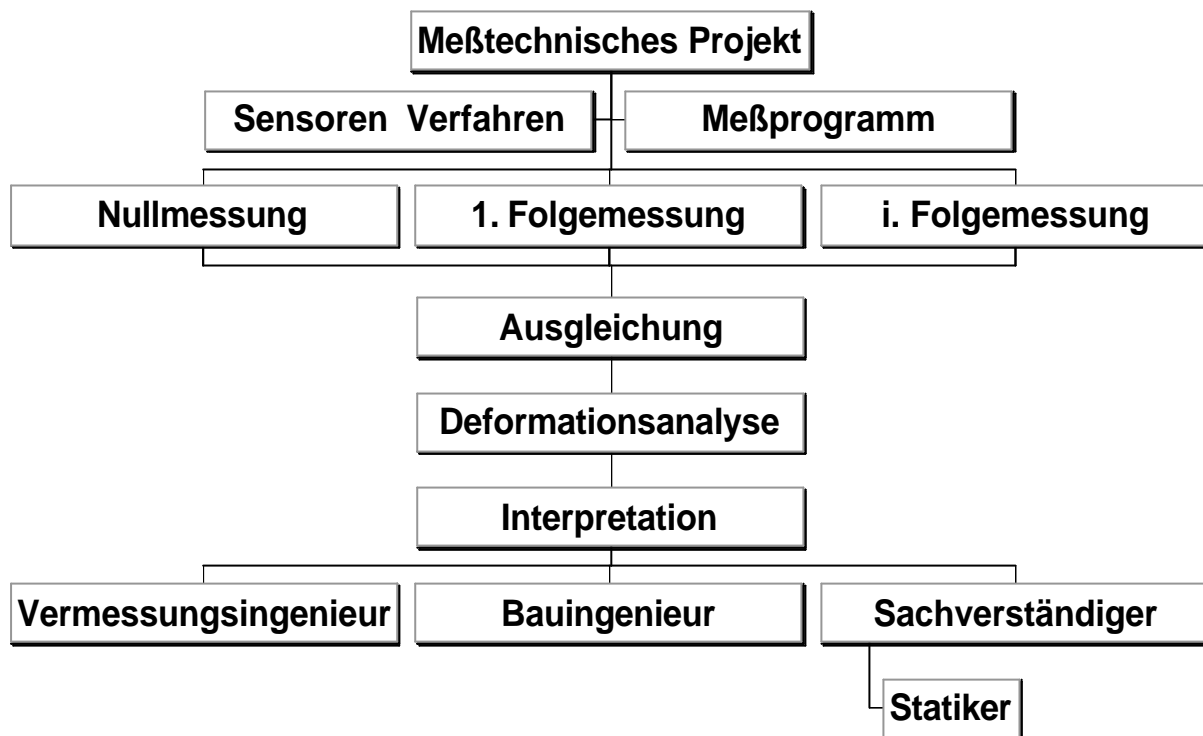 Meßtechnisches Projekt
Sensoren Verfahren
Meßprogramm
Nullmessung
1. Folgemessung
i. Folgemessung
Ausgleichung
Deformationsanalyse
Interpretation
Vermessungsingenieur
Bauingenieur
Sachverständiger
Statiker